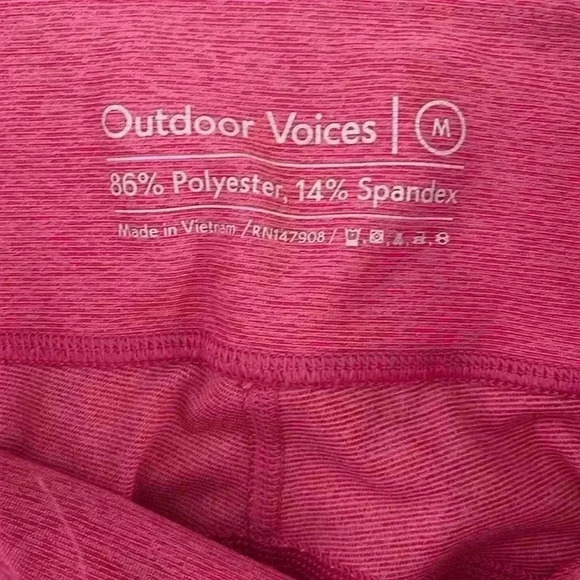 Outdoor Voices | M
86% Polyester, 14% Spandex
Made in Vietnam / RN147908 /